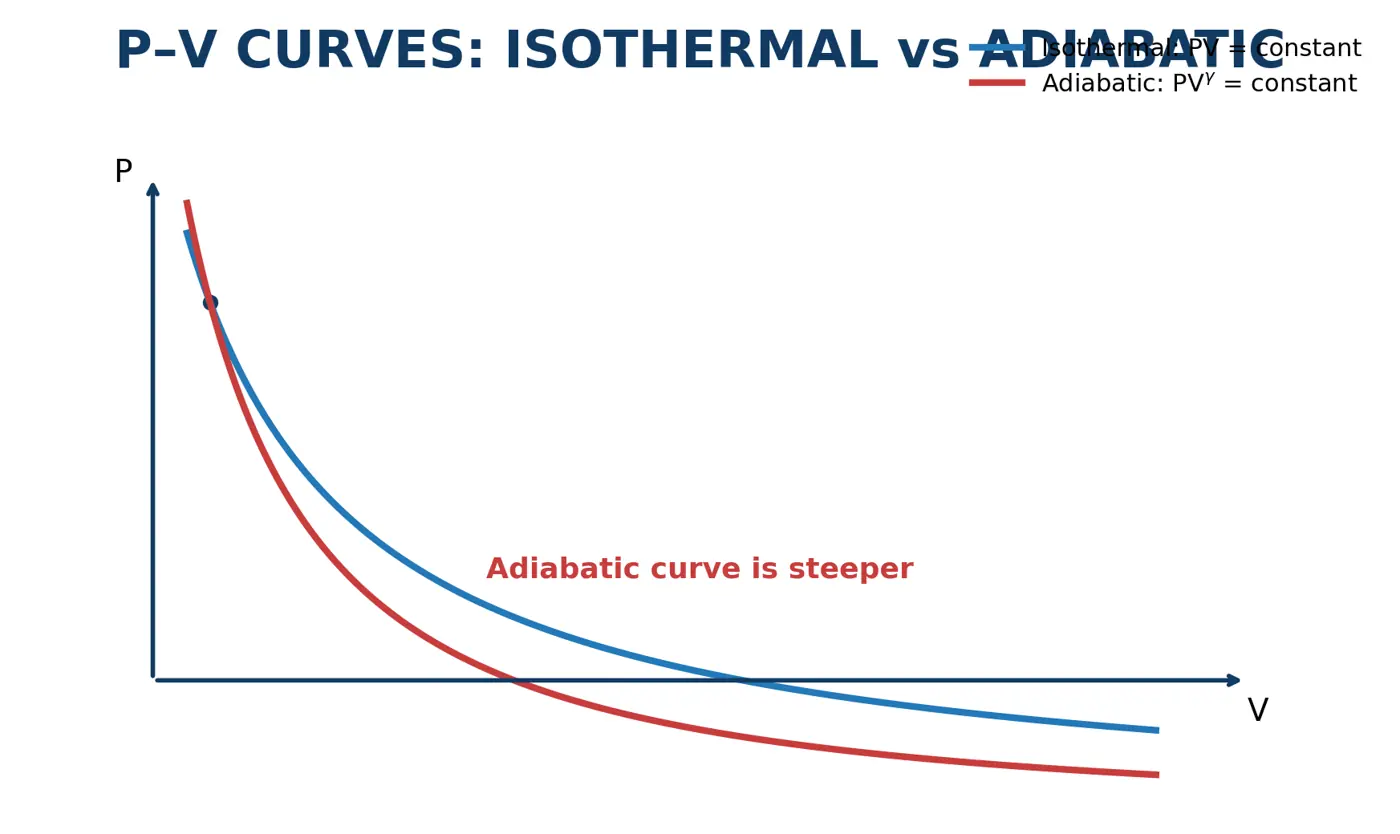 P–V CURVES: ISOTHERMAL vs ADIABATIC
Isothermal: PV = constant
Adiabatic: PVᵞ = constant
P
Adiabatic curve is steeper
V